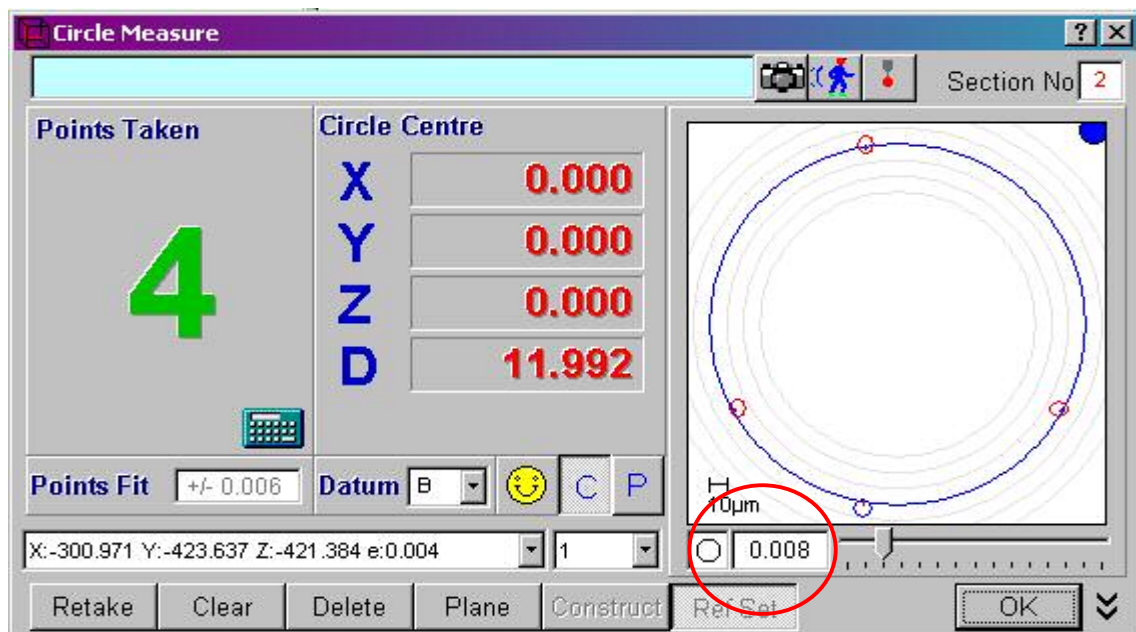 Circle Measure ? X
Section No 2
Points Taken
4
Circle Centre
X 0.000
Y 0.000
Z 0.000
D 11.992
10µm
Points Fit +/- 0.006 Datum B C P
X:-300.971 Y:-423.637 Z:-421.384 e:0.004 1
0.008
Retake Clear Delete Plane Construct Ref Set OK